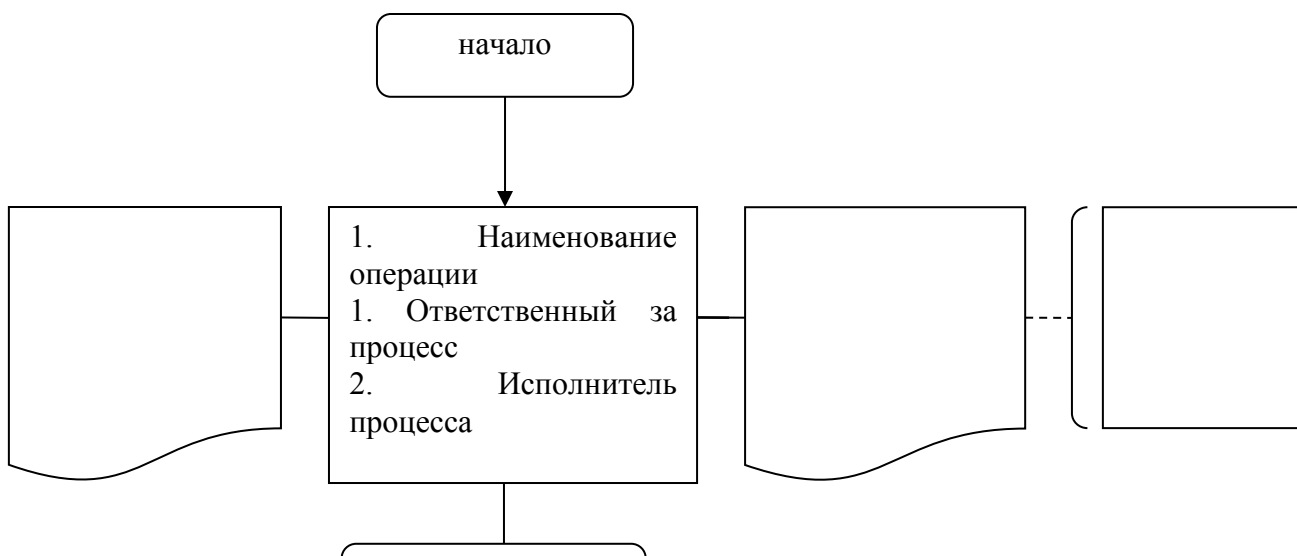 начало
1. Наименование
операции
1. Ответственный за
процесс
2. Исполнитель
процесса